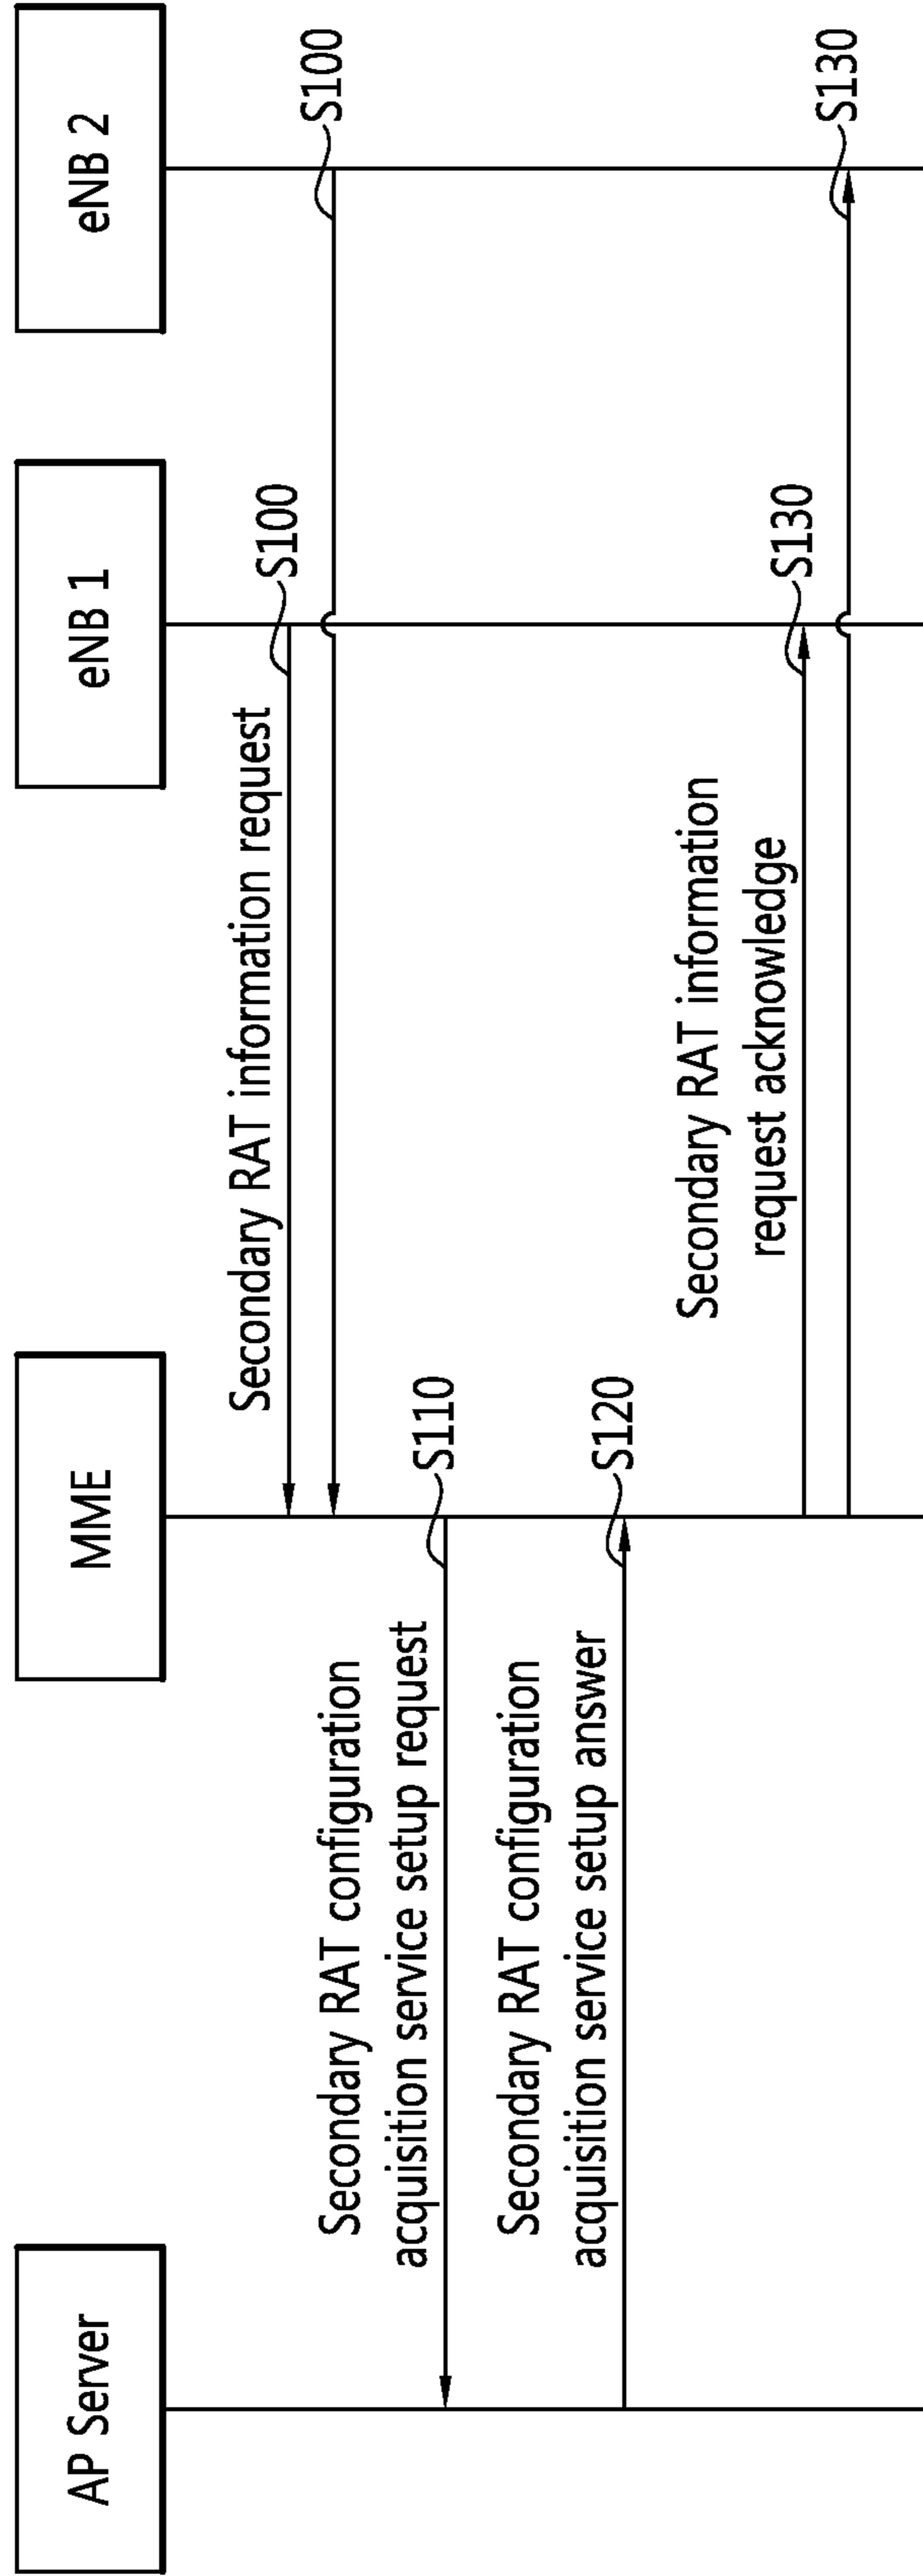 AP Server
MME
eNB 1
eNB 2
Secondary RAT information request
S100
S100
Secondary RAT configuration
acquisition service setup request
S110
Secondary RAT configuration
acquisition service setup answer
S120
Secondary RAT information
request acknowledge
S130
S130